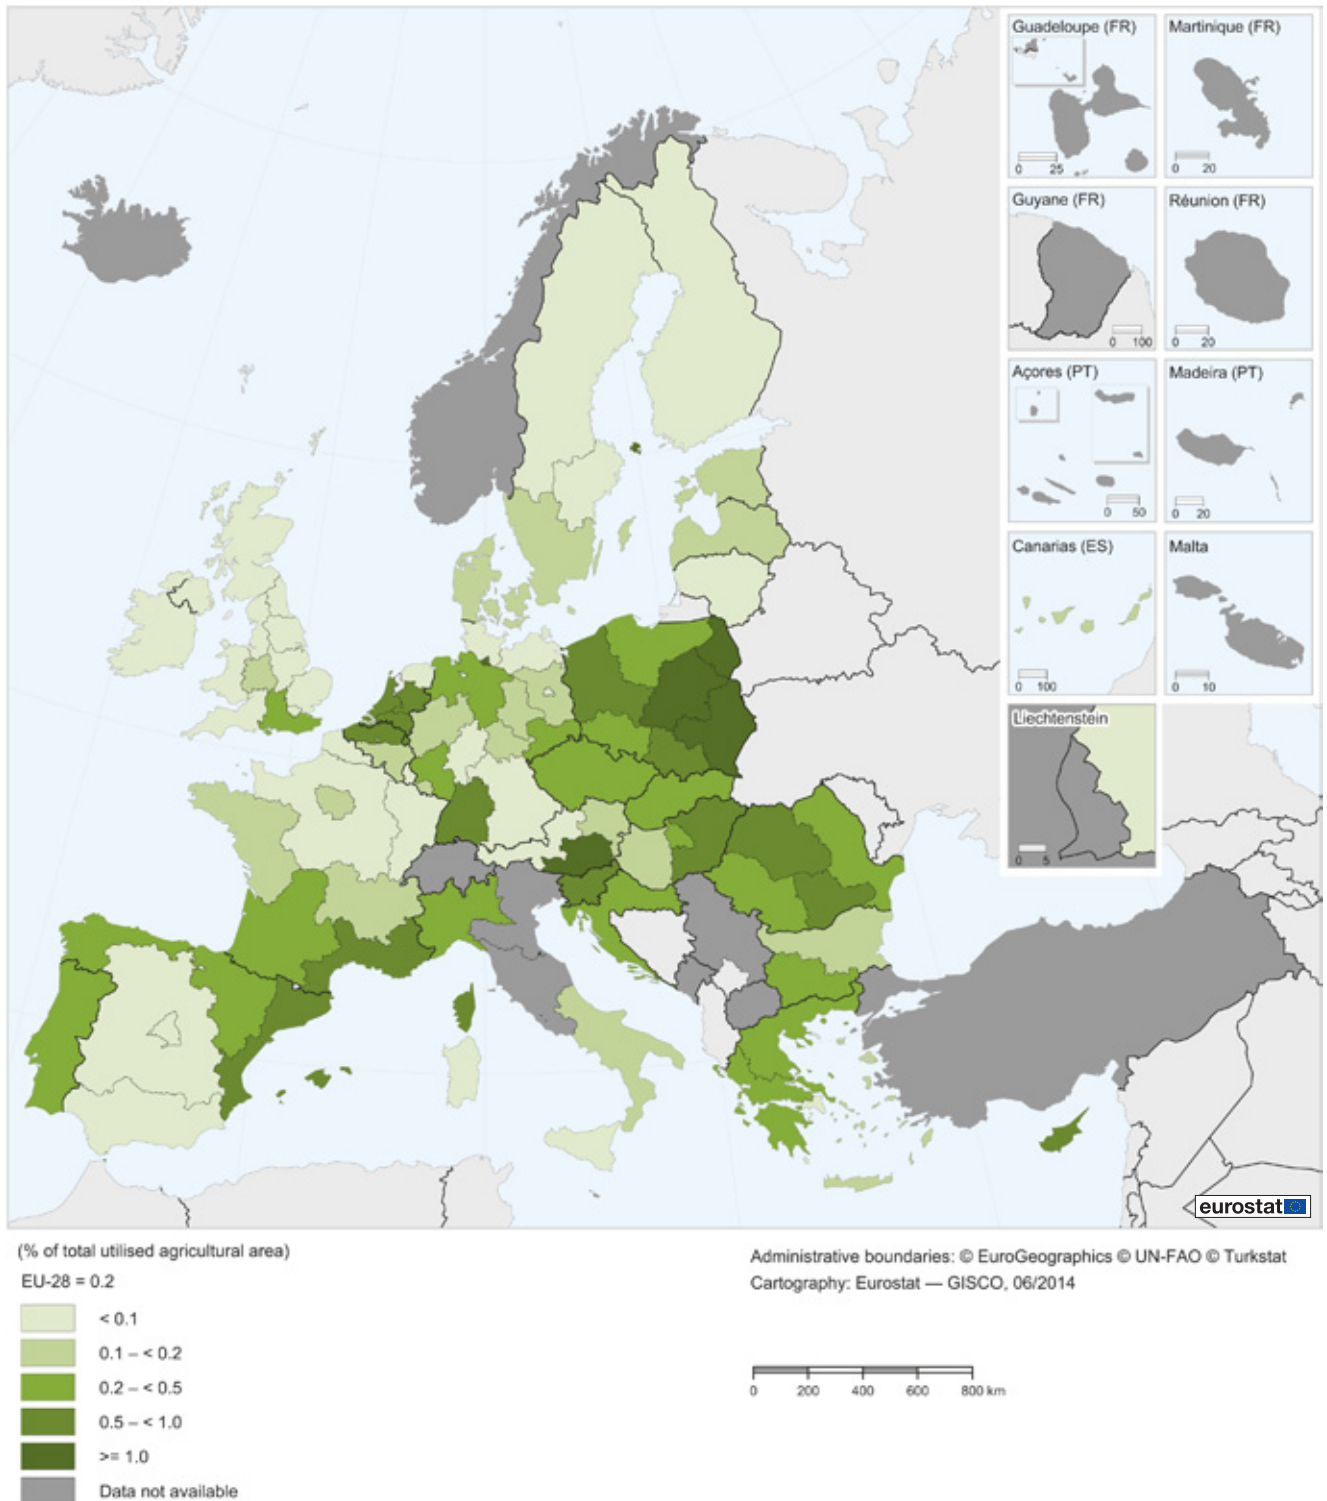 Guadeloupe (FR)
0 25
Martinique (FR)
0 20
Guyane (FR)
0 100
Réunion (FR)
0 20
Açores (PT)
0 50
Madeira (PT)
0 20
Canarias (ES)
0 100
Malta
0 10
Liechtenstein
0 5
eurostat
(% of total utilised agricultural area)
EU-28 = 0.2
< 0.1
0.1 – < 0.2
0.2 – < 0.5
0.5 – < 1.0
>= 1.0
Data not available
Administrative boundaries: © EuroGeographics © UN-FAO © Turkstat
Cartography: Eurostat — GISCO, 06/2014
0 200 400 600 800 km